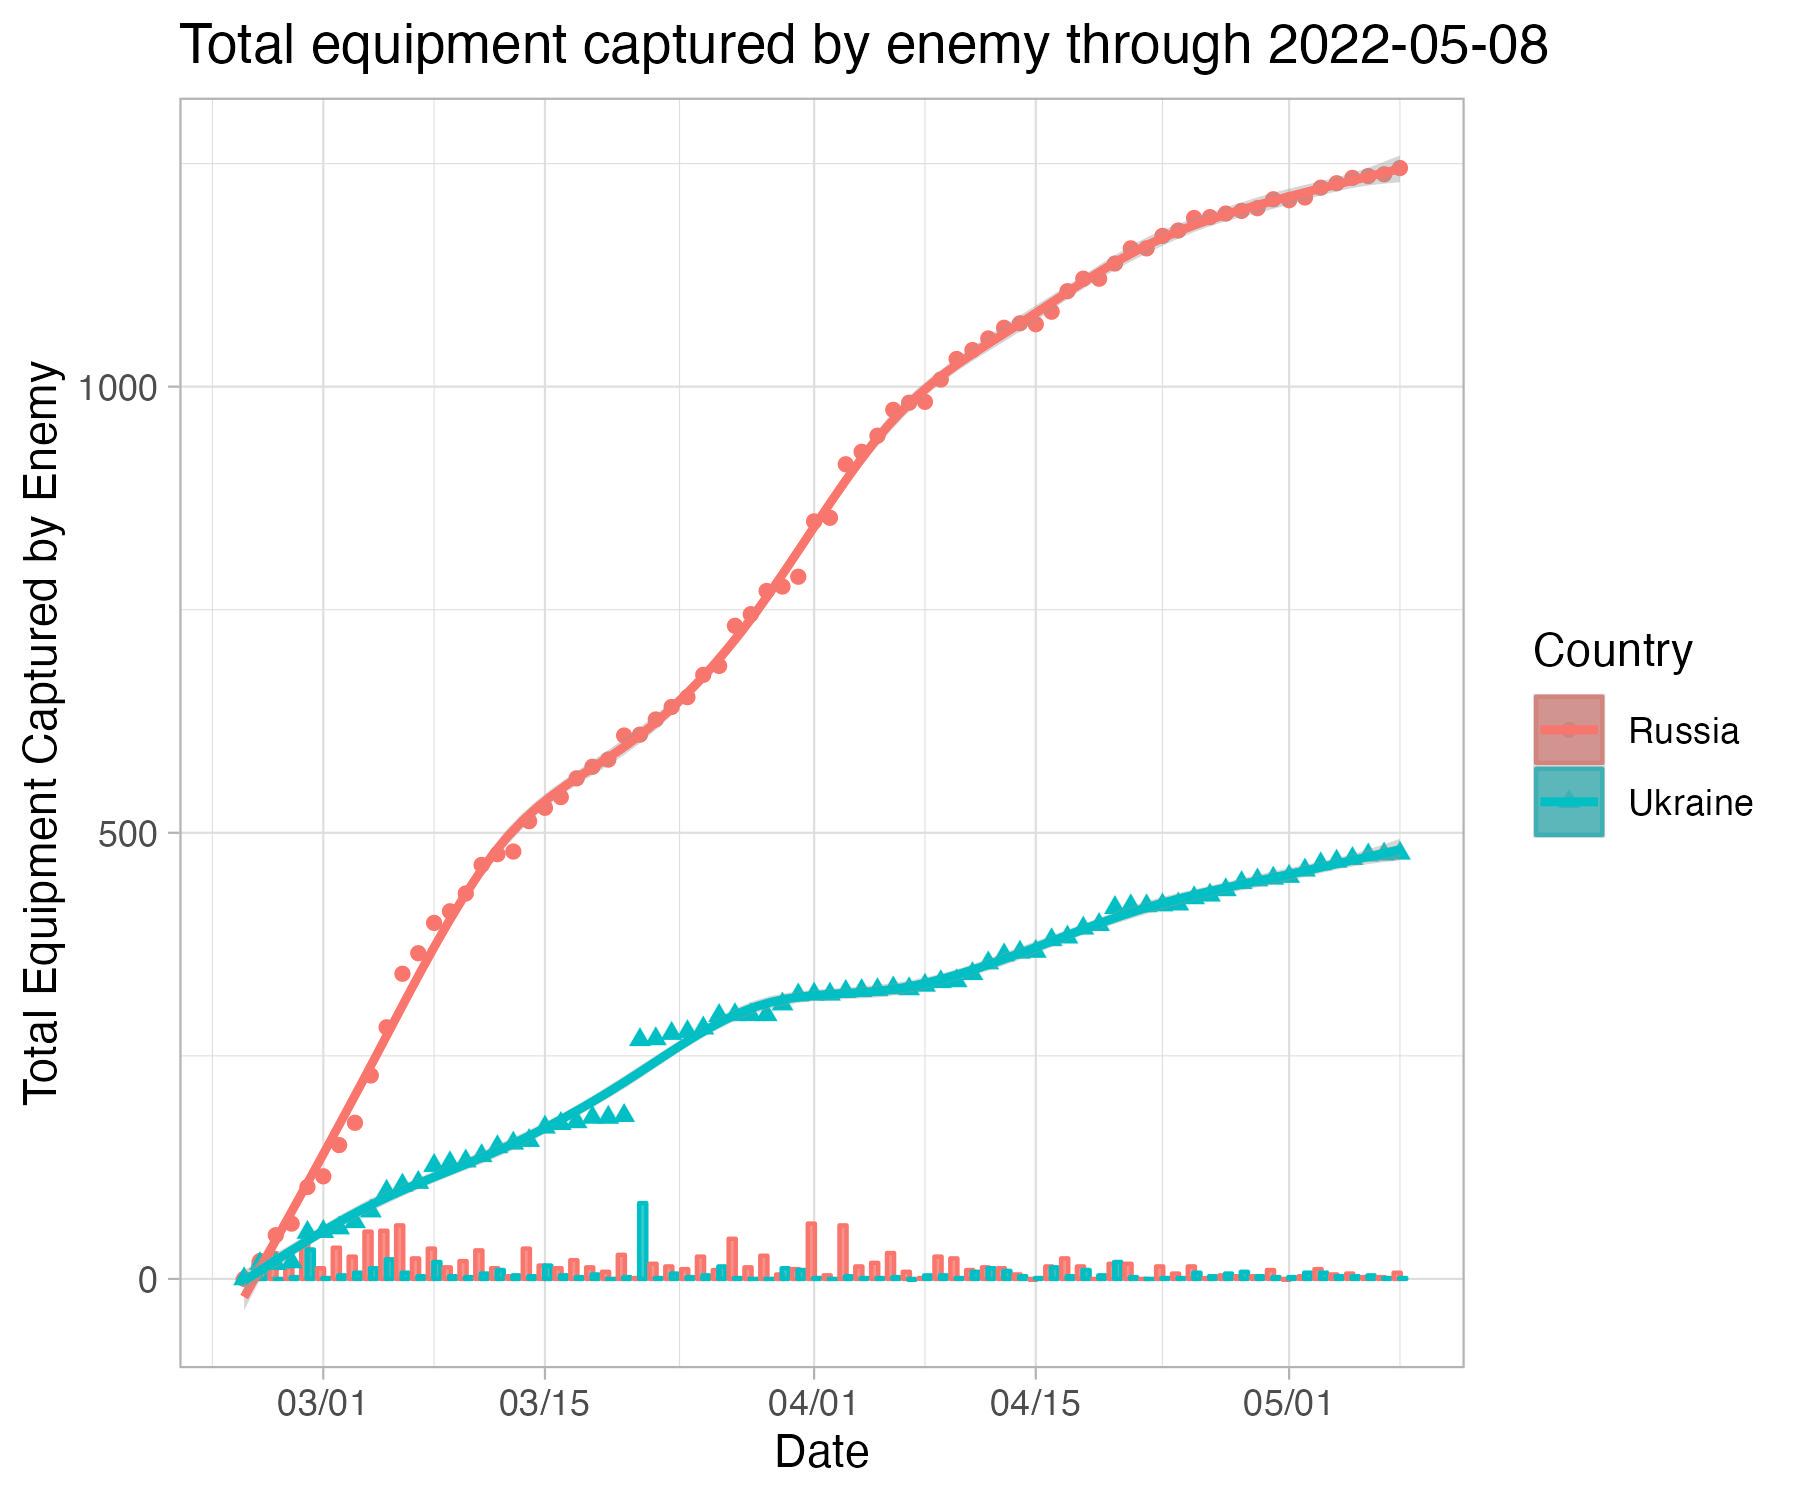 Total equipment captured by enemy through 2022-05-08
Total Equipment Captured by Enemy
1000
500
0
03/01
03/15
04/01
04/15
05/01
Date
Country
Russia
Ukraine